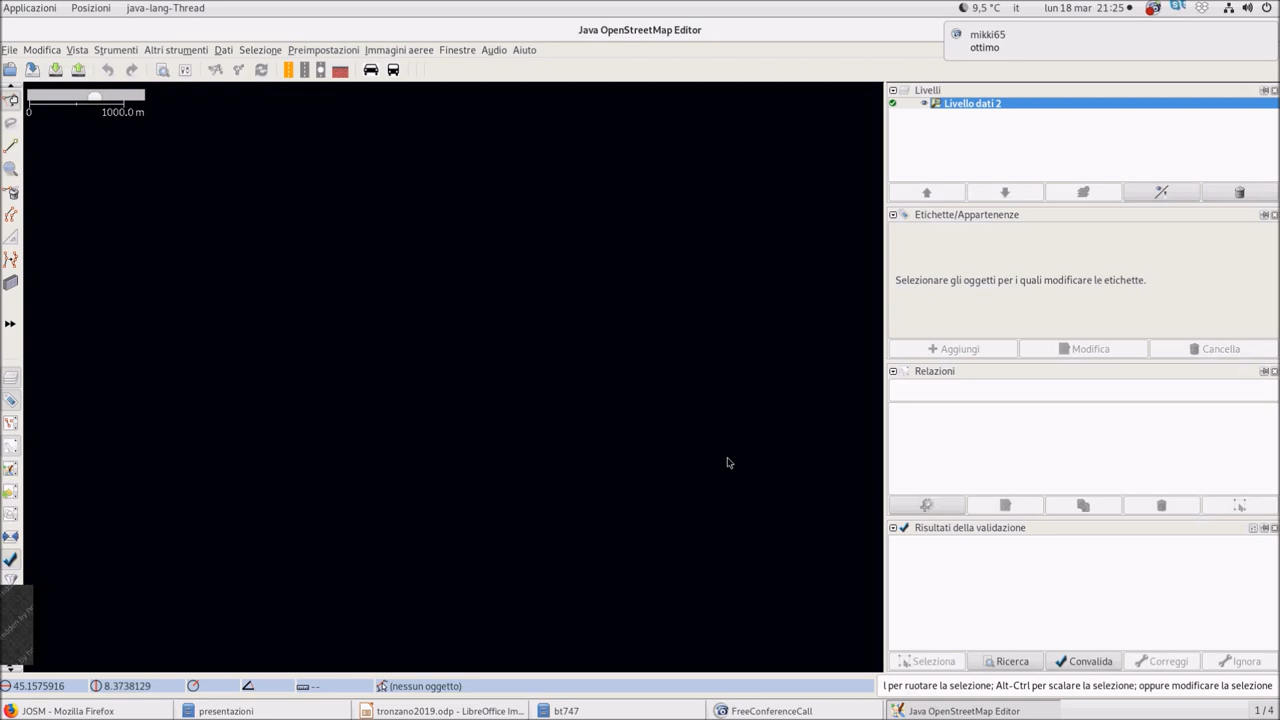 Applicazioni Posizioni java-lang-Thread 9,5 °C it lun 18 mar 21:25
Java OpenStreetMap Editor
mikki65
ottimo
File Modifica Vista Strumenti Altri strumenti Dati Selezione Preimpostazioni Immagini aeree Finestre Audio Aiuto
0 1000.0 m
Livelli
Livello dati 2
Etichette/Appartenenze
Selezionare gli oggetti per i quali modificare le etichette.
Aggiungi Modifica Cancella
Relazioni
Risultati della validazione
Seleziona Ricerca Convalida Correggi Ignora
45.1575916 8.3738129 -- (nessun oggetto) l per ruotare la selezione; Alt-Ctrl per scalare la selezione; oppure modificare la selezione
JOSM - Mozilla Firefox presentazioni tronzano2019.odp - LibreOffice Im... bt747 FreeConferenceCall Java OpenStreetMap Editor 1 / 4